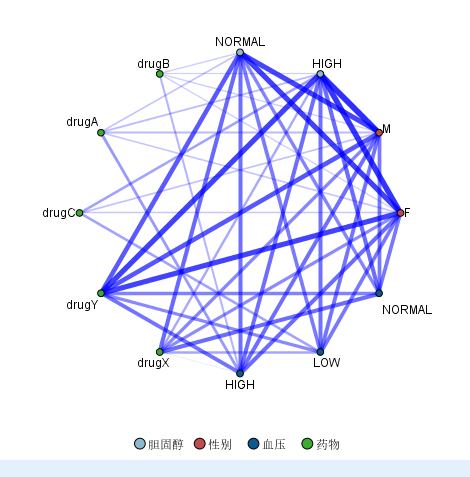 NORMAL
drugB
HIGH
drugA
M
drugC
F
drugY
NORMAL
drugX
LOW
HIGH
胆固醇 性别 血压 药物